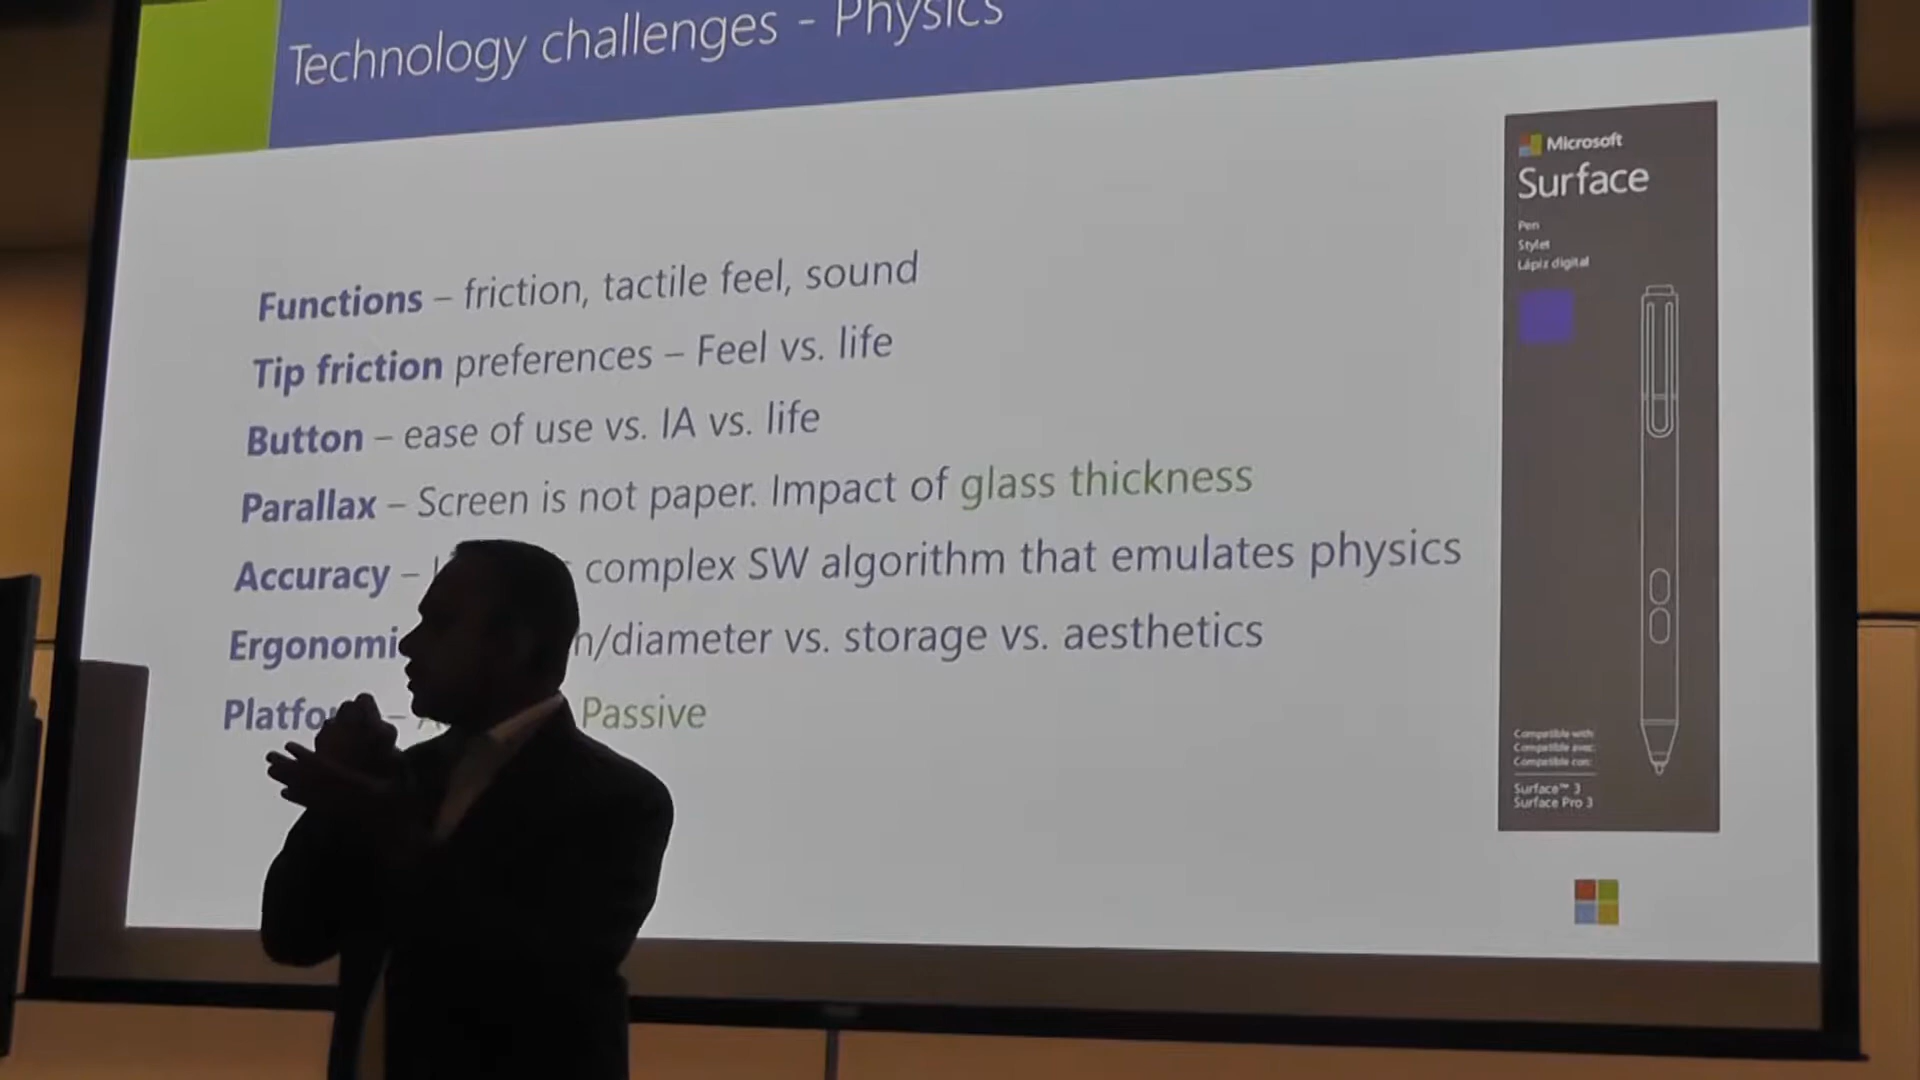 Technology challenges - Physics
Functions – friction, tactile feel, sound
Tip friction preferences – Feel vs. life
Button – ease of use vs. IA vs. life
Parallax – Screen is not paper. Impact of glass thickness
Accuracy – complex SW algorithm that emulates physics
/diameter vs. storage vs. aesthetics
Passive
Microsoft
Surface
Pen
Stylet
Lápiz digital
Compatible with:
Compatible avec:
Compatible con:
Surface™ 3
Surface Pro 3